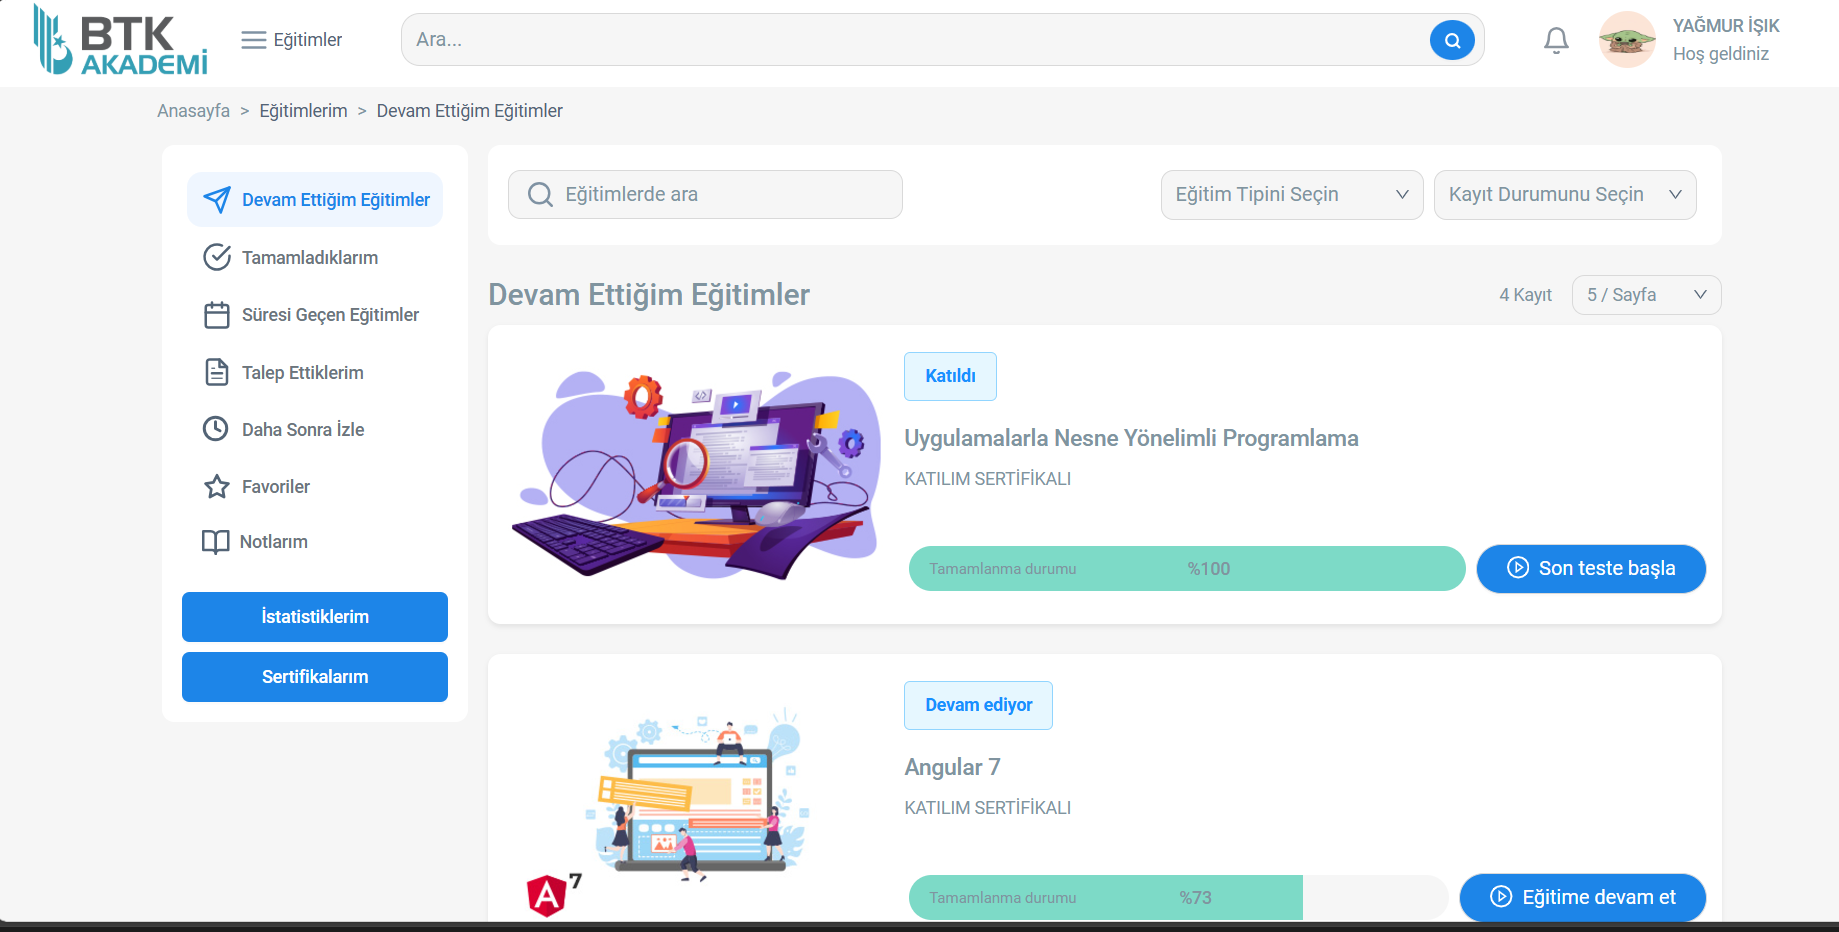 BTK
AKADEMİ
Eğitimler
Ara...
YAĞMUR İŞIK
Hoş geldiniz
Anasayfa > Eğitimlerim > Devam Ettiğim Eğitimler
Devam Ettiğim Eğitimler
Tamamladıklarım
Süresi Geçen Eğitimler
Talep Ettiklerim
Daha Sonra İzle
Favoriler
Notlarım
İstatistiklerim
Sertifikalarım
Eğitimlerde ara
Eğitim Tipini Seçin
Kayıt Durumunu Seçin
Devam Ettiğim Eğitimler
4 Kayıt
5 / Sayfa
Katıldı
Uygulamalarla Nesne Yönelimli Programlama
KATILIM SERTİFİKALI
Tamamlanma durumu %100
Son teste başla
Devam ediyor
Angular 7
KATILIM SERTİFİKALI
A 7
Tamamlanma durumu %73
Eğitime devam et